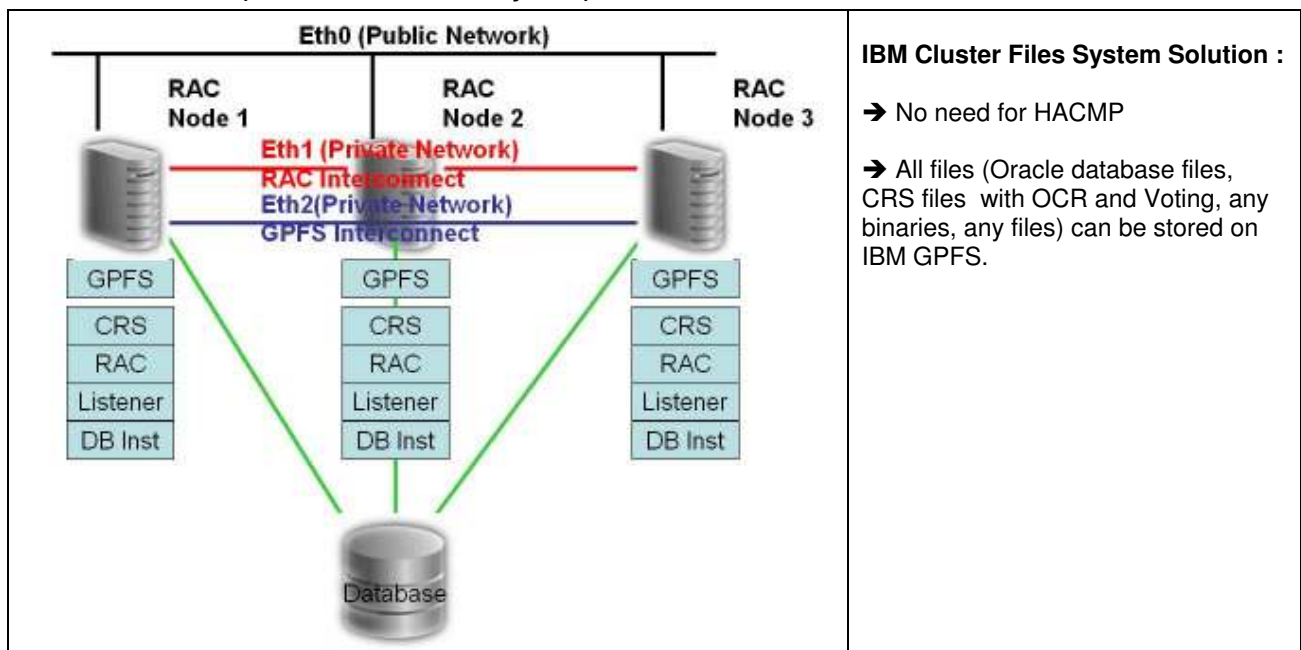 Eth0 (Public Network)
RAC
Node 1
RAC
Node 2
RAC
Node 3
Eth1 (Private Network)
RAC Interconnect
Eth2(Private Network)
GPFS Interconnect
GPFS
CRS
RAC
Listener
DB Inst
GPFS
CRS
RAC
Listener
DB Inst
GPFS
CRS
RAC
Listener
DB Inst
Database
IBM Cluster Files System Solution :
➔ No need for HACMP
➔ All files (Oracle database files,
CRS files with OCR and Voting, any
binaries, any files) can be stored on
IBM GPFS.